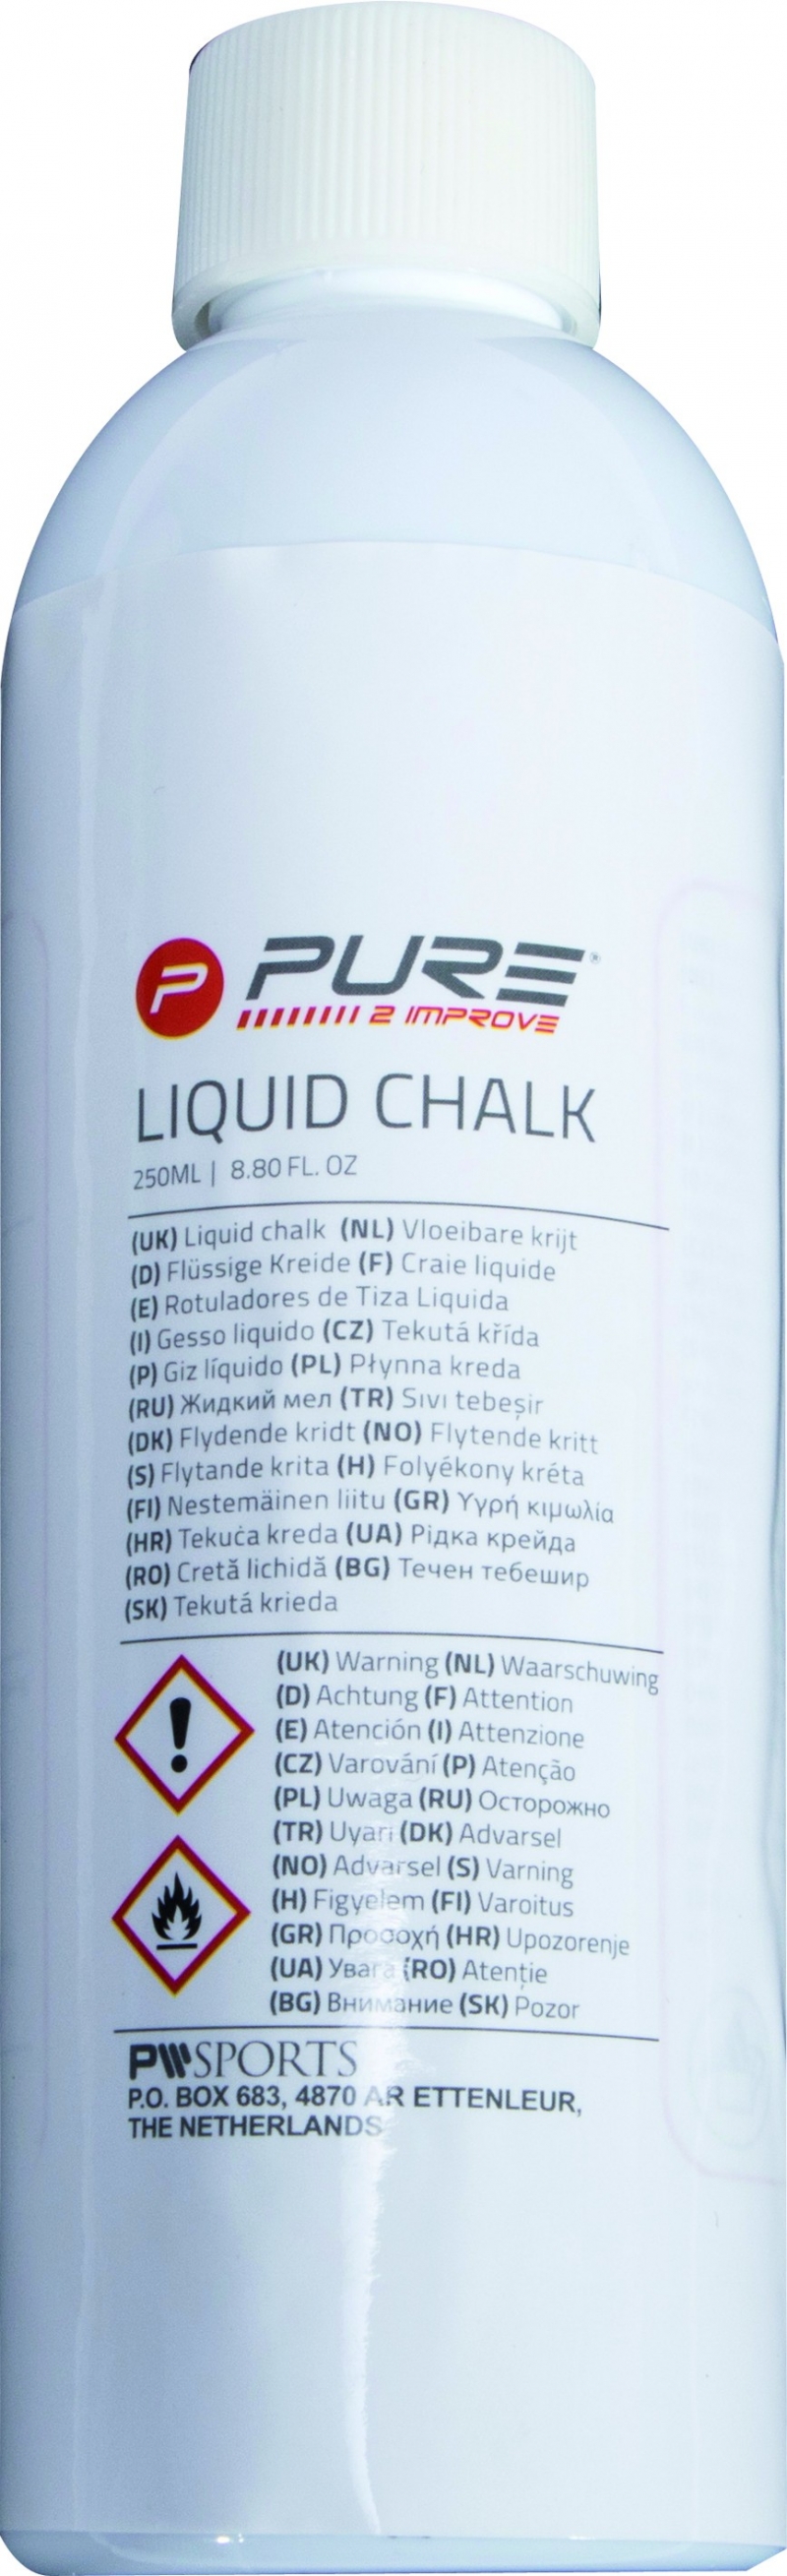 P PURE®
2 IMPROVE
LIQUID CHALK
250ML | 8.80 FL. OZ
(UK) Liquid chalk (NL) Vloeibare krijt
(D) Flüssige Kreide (F) Craie liquide
(E) Rotuladores de Tiza Liquida
(I) Gesso liquido (CZ) Tekutá křída
(P) Giz líquido (PL) Płynna kreda
(RU) Жидкий мел (TR) Sıvı tebeşir
(DK) Flydende kridt (NO) Flytende kritt
(S) Flytande krita (H) Folyékony kréta
(FI) Nestemäinen liitu (GR) Υγρή κιμωλία
(HR) Tekuća kreda (UA) Рідка крейда
(RO) Cretă lichidă (BG) Течен тебешир
(SK) Tekutá krieda
(UK) Warning (NL) Waarschuwing
(D) Achtung (F) Attention
(E) Atención (I) Attenzione
(CZ) Varování (P) Atenção
(PL) Uwaga (RU) Осторожно
(TR) Uyarı (DK) Advarsel
(NO) Advarsel (S) Varning
(H) Figyelem (FI) Varoitus
(GR) Προσοχή (HR) Upozorenje
(UA) Увага (RO) Atenție
(BG) Внимание (SK) Pozor
PWSPORTS
P.O. BOX 683, 4870 AR ETTENLEUR,
THE NETHERLANDS